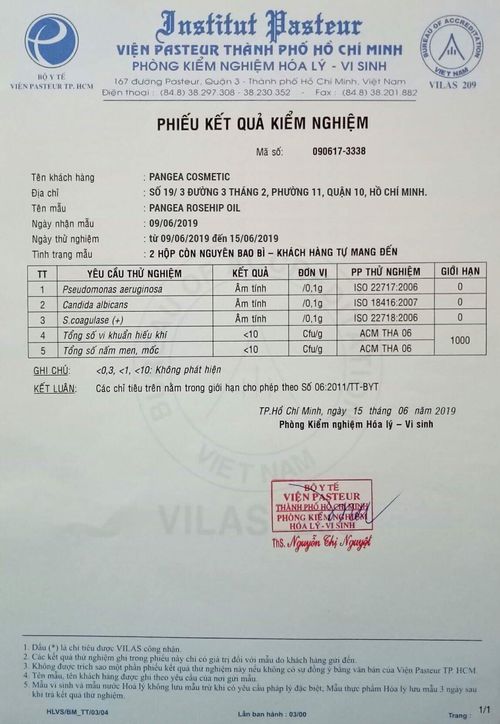 Institut Pasteur
VIỆN PASTEUR THÀNH PHỐ HỒ CHÍ MINH
PHÒNG KIỂM NGHIỆM HÓA LÝ - VI SINH
167 đường Pasteur, Quận 3 - Thành phố Hồ Chí Minh, Việt Nam
Điện thoại : (84.8) 38.297.308 - 38.230.352 - Fax : (84.8) 38.201.882
BỘ Y TẾ
VIỆN PASTEUR TP. HCM
BUREAU OF ACCREDITATION
VIET NAM
VILAS 209
PHIẾU KẾT QUẢ KIỂM NGHIỆM
Mã số: 090617-3338
Tên khách hàng : PANGEA COSMETIC
Địa chỉ : SỐ 19/ 3 ĐƯỜNG 3 THÁNG 2, PHƯỜNG 11, QUẬN 10, HỒ CHÍ MINH.
Tên mẫu : PANGEA ROSEHIP OIL
Ngày nhận mẫu : 09/06/2019
Ngày thử nghiệm : từ 09/06/2019 đến 15/06/2019
Tình trạng mẫu : 2 HỘP CÒN NGUYÊN BAO BÌ – KHÁCH HÀNG TỰ MANG ĐẾN
TT YÊU CẦU THỬ NGHIỆM KẾT QUẢ ĐƠN VỊ PP THỬ NGHIỆM GIỚI HẠN
1 Pseudomonas aeruginosa Âm tính /0,1g ISO 22717:2006 0
2 Candida albicans Âm tính /0,1g ISO 18416:2007 0
3 S.coagulase (+) Âm tính /0,1g ISO 22718:2006 0
4 Tổng số vi khuẩn hiếu khí <10 Cfu/g ACM THA 06 1000
5 Tổng số nấm men, mốc <10 Cfu/g ACM THA 06
GHI CHÚ: <0,3, <1, <10: Không phát hiện
KẾT LUẬN: Các chỉ tiêu trên nằm trong giới hạn cho phép theo Số 06:2011/TT-BYT
TP.Hồ Chí Minh, ngày 15 tháng 06 năm 2019
Phòng Kiểm nghiệm Hóa lý – Vi sinh
VIET NAM
VILAS
BỘ Y TẾ
VIỆN PASTEUR
THÀNH PHỐ HỒ CHÍ MINH
PHÒNG KIỂM NGHIỆM
HÓA LÝ - VI SINH
ThS. Nguyễn Thị Nguyệt
1. Dấu (*) là chỉ tiêu được VILAS công nhận.
2. Các kết quả thử nghiệm ghi trong phiếu này chỉ có giá trị đối với mẫu do khách hàng gửi đến.
3. Không được trích sao một phần phiếu kết quả thử nghiệm này nếu không có sự đồng ý bằng văn bản của Viện Pasteur TP. HCM.
4. Tên mẫu, tên khách hàng được ghi theo yêu cầu của nơi gửi mẫu.
5. Mẫu vi sinh và mẫu nước Hoá lý không lưu mẫu trừ khi có yêu cầu pháp lý đặc biệt, Mẫu thực phẩm Hóa lý lưu mẫu 3 ngày sau
khi trả kết quả thử nghiệm.
HLVS/BM_TT/03/04 Lần ban hành : 03/00 Trang : 1/1